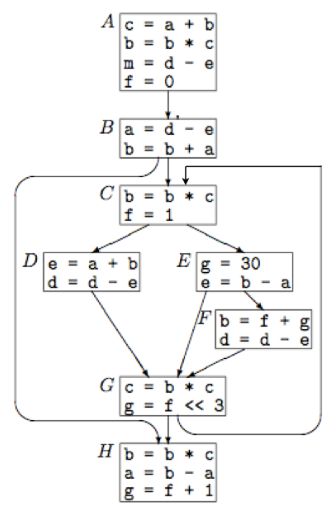 A
c = a + b
b = b * c
m = d - e
f = 0
B
a = d - e
b = b + a
C
b = b * c
f = 1
D
e = a + b
d = d - e
E
g = 30
e = b - a
F
b = f + g
d = d - e
G
c = b * c
g = f << 3
H
b = b * c
a = b - a
g = f + 1